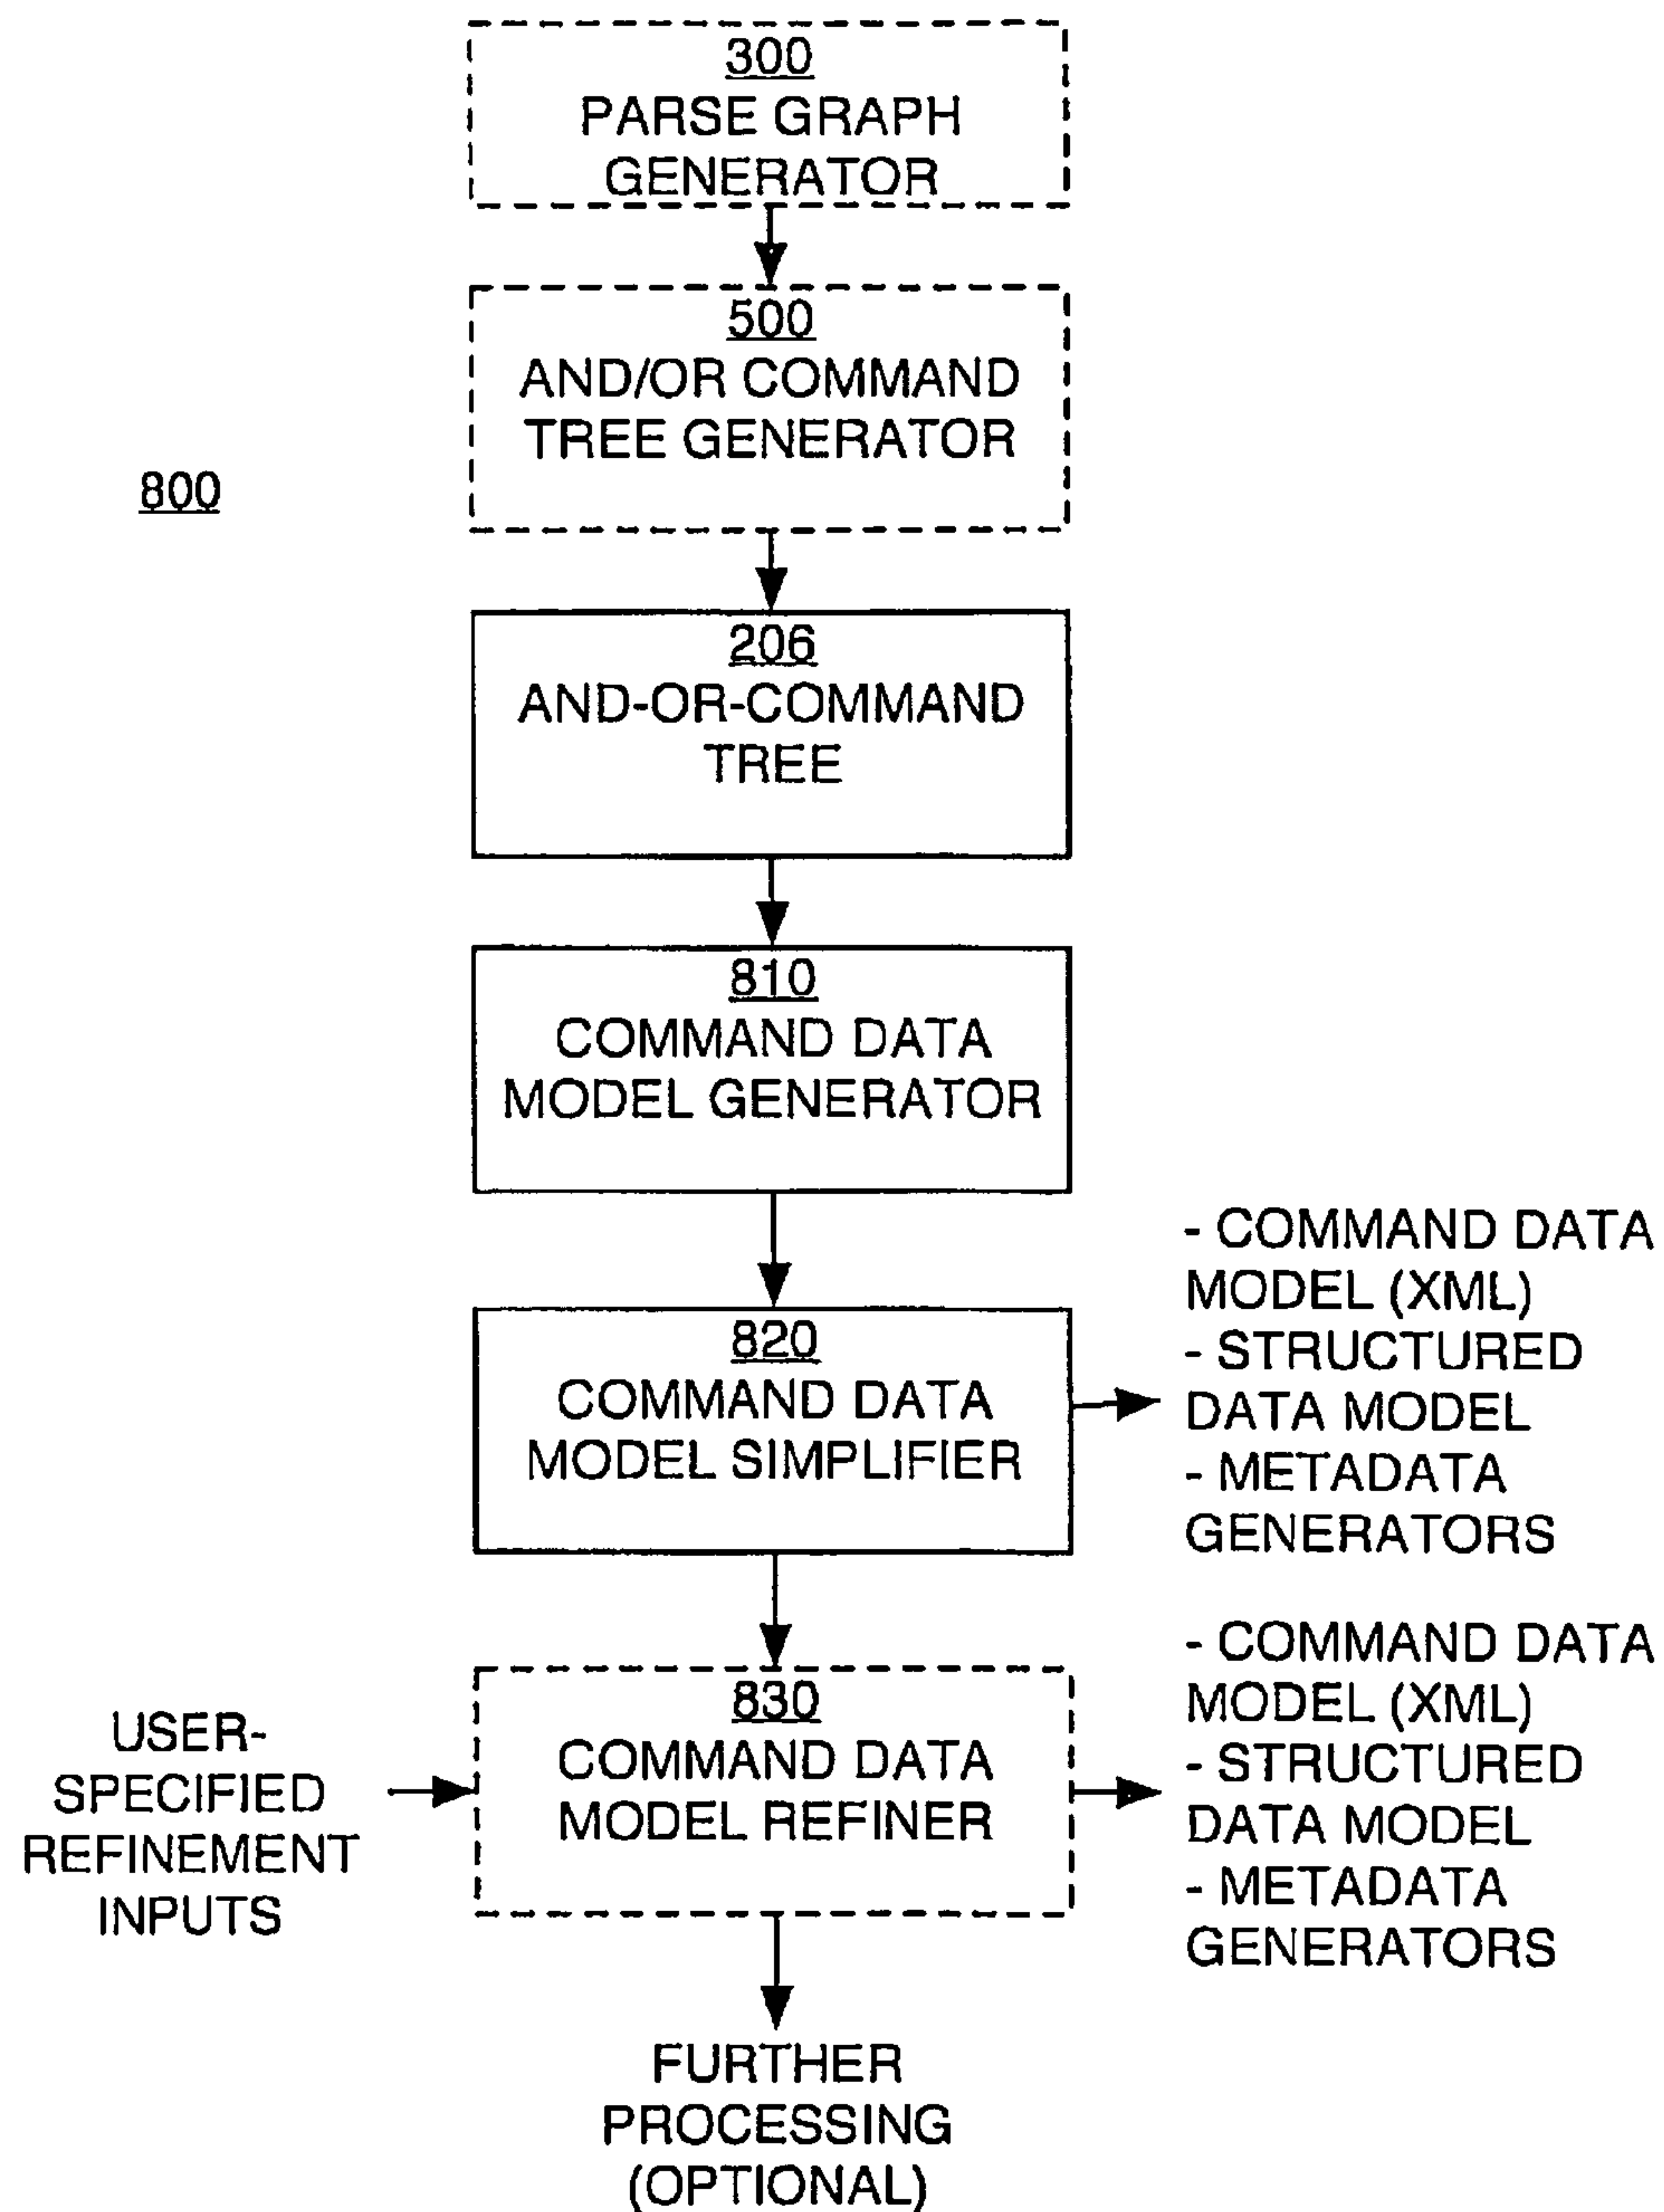 300
PARSE GRAPH
GENERATOR
500
AND/OR COMMAND
TREE GENERATOR
800
206
AND-OR-COMMAND
TREE
810
COMMAND DATA
MODEL GENERATOR
820
COMMAND DATA
MODEL SIMPLIFIER
- COMMAND DATA
MODEL (XML)
- STRUCTURED
DATA MODEL
- METADATA
GENERATORS
USER-
SPECIFIED
REFINEMENT
INPUTS
830
COMMAND DATA
MODEL REFINER
- COMMAND DATA
MODEL (XML)
- STRUCTURED
DATA MODEL
- METADATA
GENERATORS
FURTHER
PROCESSING
(OPTIONAL)